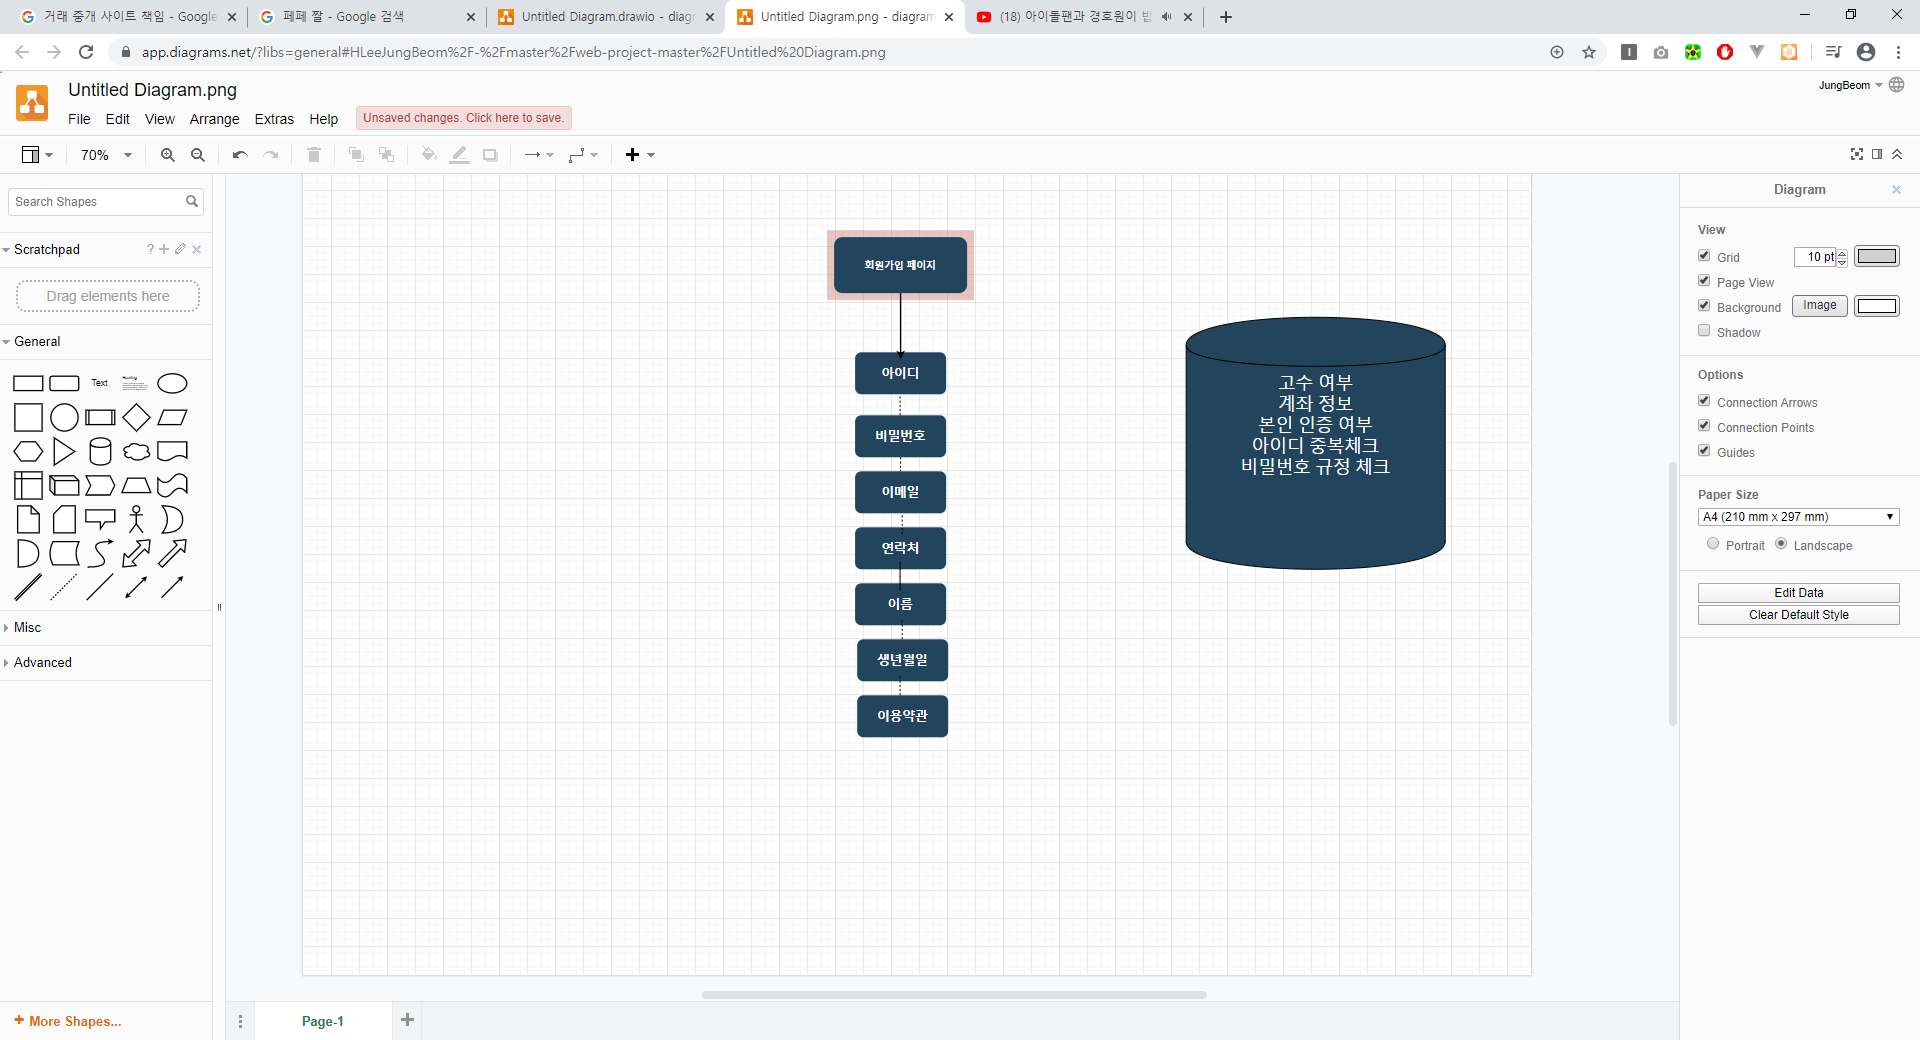 거래 중개 사이트 책임 - Google
페페 짤 - Google 검색
Untitled Diagram.drawio - diagr
Untitled Diagram.png - diagram
(18) 아이돌팬과 경호원이 밥
app.diagrams.net/?libs=general#HLeeJungBeom%2F-%2Fmaster%2Fweb-project-master%2FUntitled%20Diagram.png
Untitled Diagram.png
JungBeom
File Edit View Arrange Extras Help
Unsaved changes. Click here to save.
70%
Search Shapes
Scratchpad
?
Drag elements here
General
Text
Heading
Misc
Advanced
More Shapes...
회원가입 페이지
아이디
비밀번호
이메일
연락처
이름
생년월일
이용약관
고수 여부
계좌 정보
본인 인증 여부
아이디 중복체크
비밀번호 규정 체크
Page-1
Diagram
View
Grid
10 pt
Page View
Background
Image
Shadow
Options
Connection Arrows
Connection Points
Guides
Paper Size
A4 (210 mm x 297 mm)
Portrait
Landscape
Edit Data
Clear Default Style